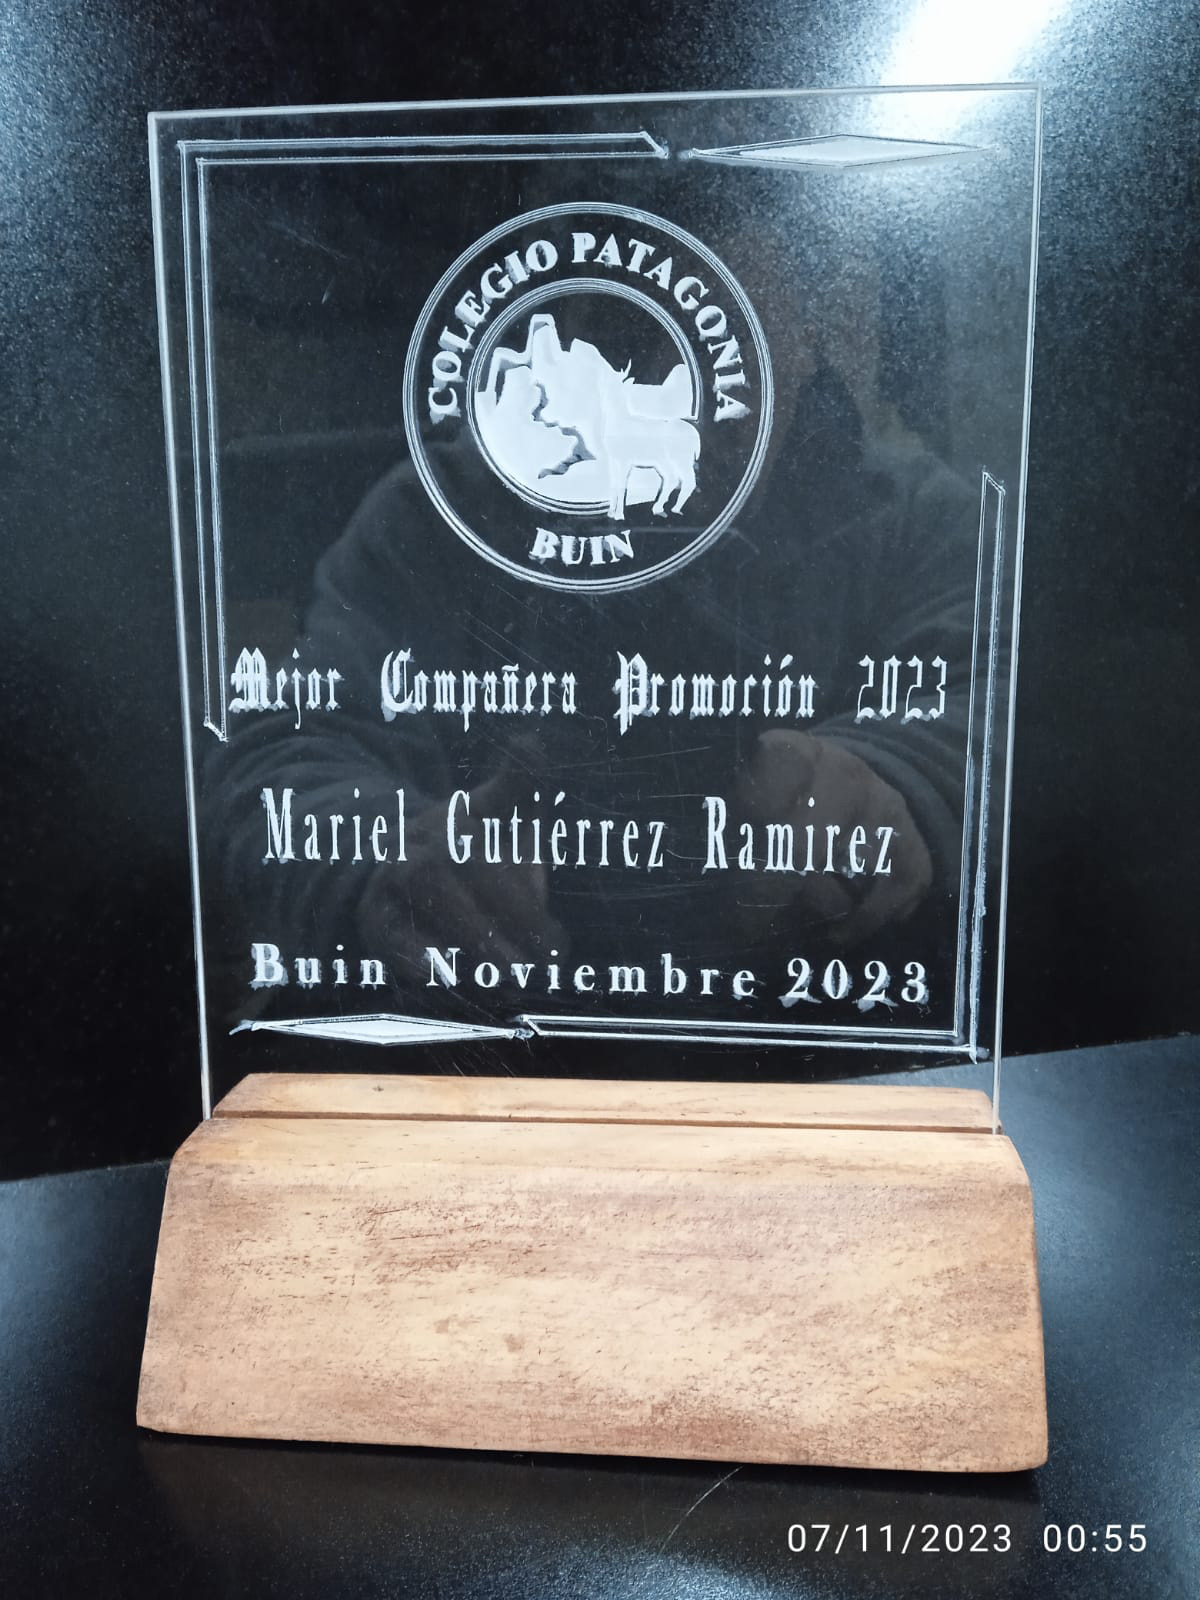 COLEGIO PATAGONIA
BUIN
Mejor Compañera Promoción 2023
Mariel Gutiérrez Ramirez
Buin Noviembre 2023
07/11/2023 00:55